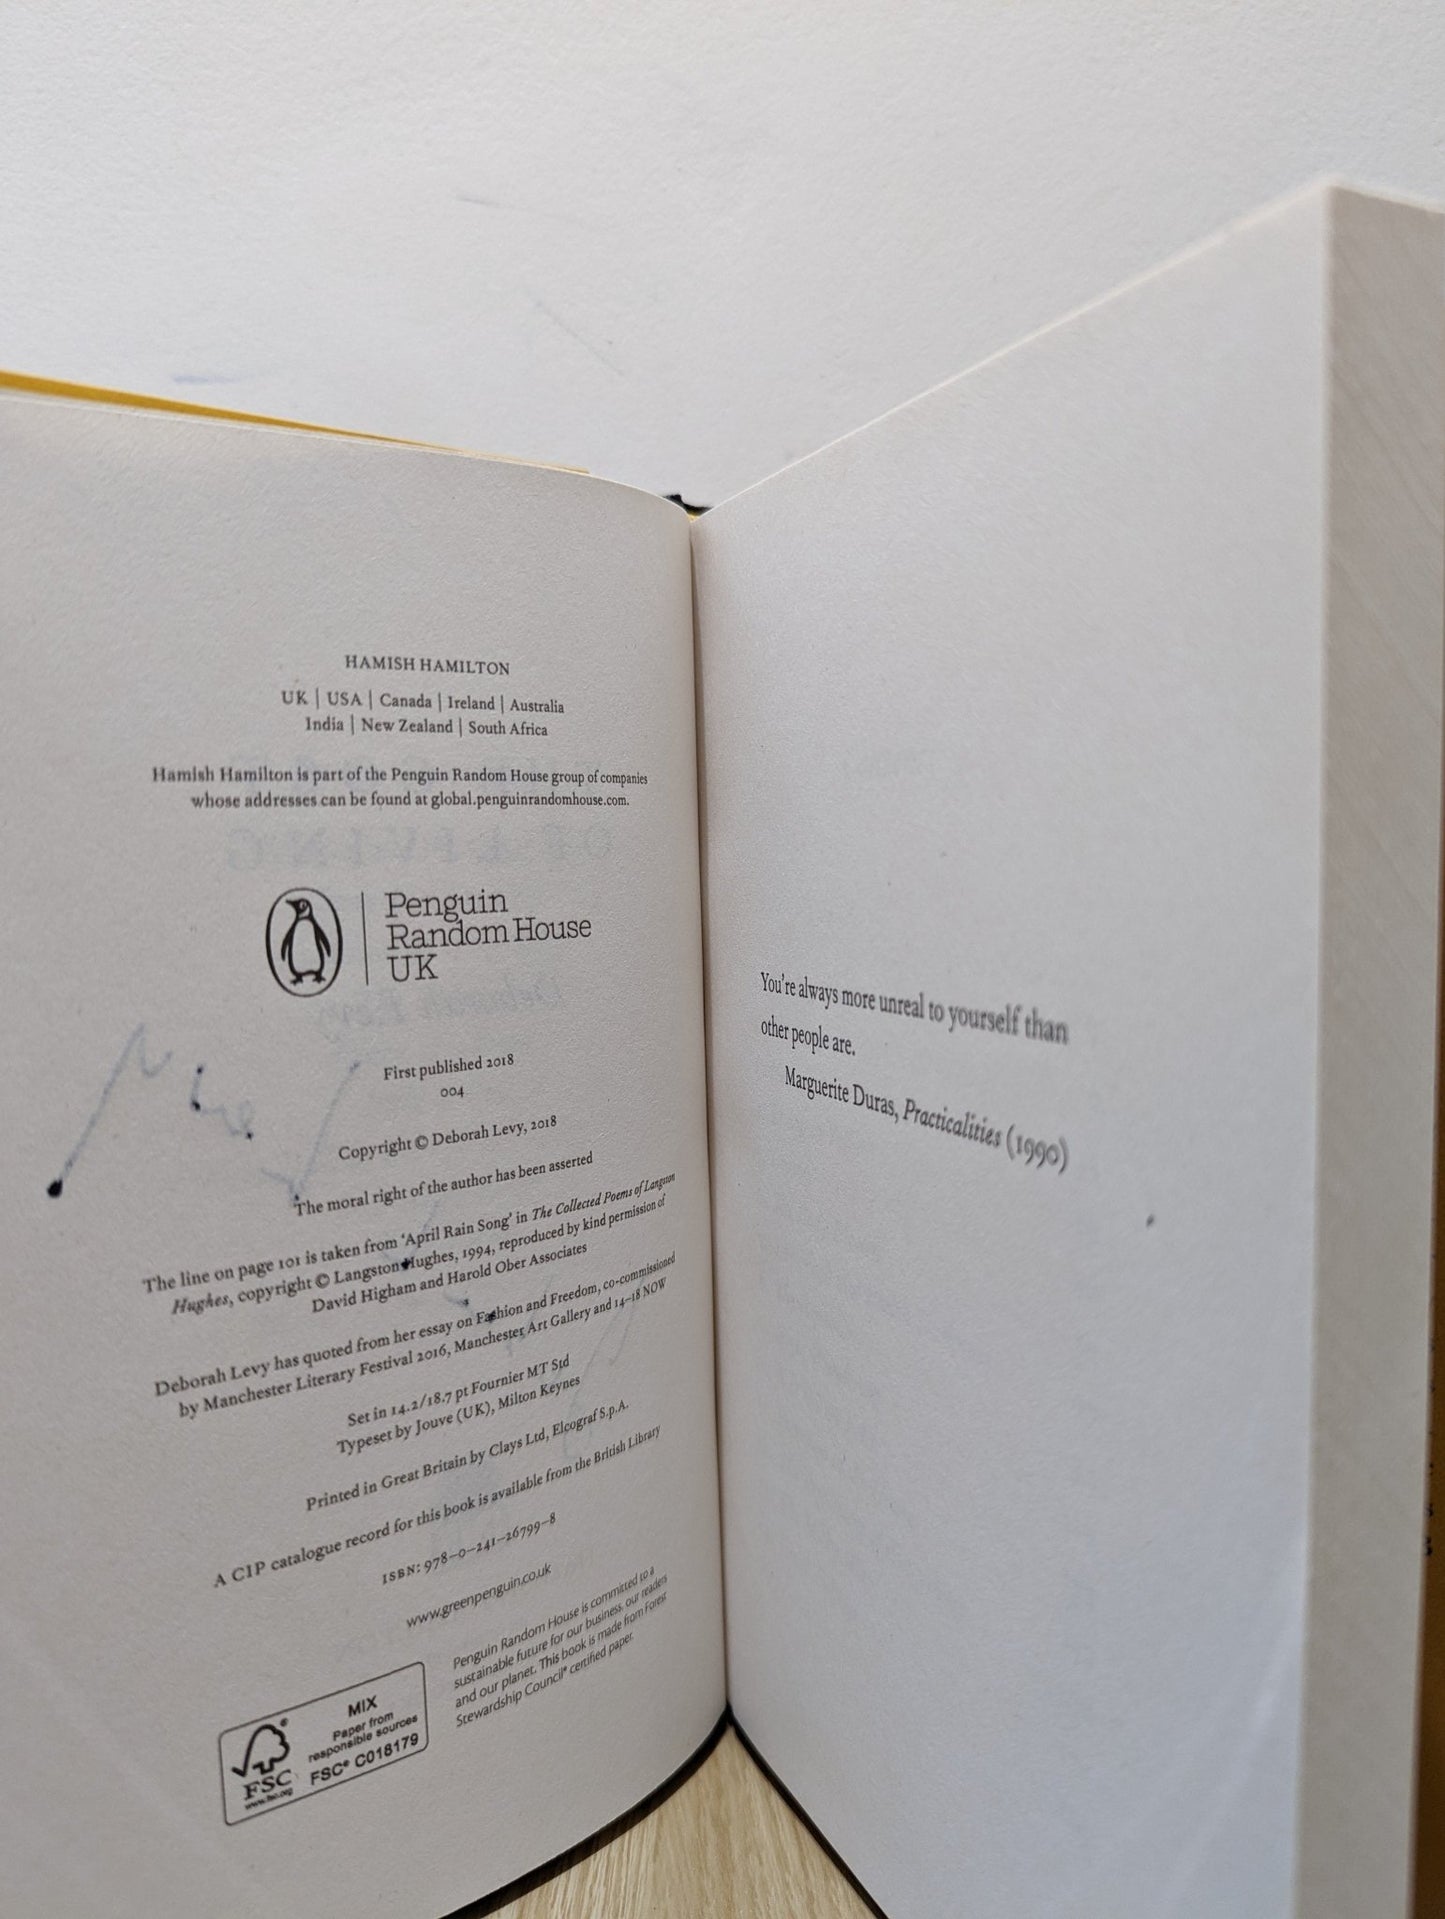 HAMISH HAMILTON
UK | USA | Canada | Ireland | Australia
India | New Zealand | South Africa
Hamish Hamilton is part of the Penguin Random House group of companies
whose addresses can be found at global.penguinrandomhouse.com.
Penguin
Random House
UK
First published 2018
004
Copyright © Deborah Levy, 2018
The moral right of the author has been asserted
The line on page 101 is taken from ‘April Rain Song’ in The Collected Poems of Langston
Hughes, copyright © Langston Hughes, 1994, reproduced by kind permission of
David Higham and Harold Ober Associates
Deborah Levy has quoted from her essay on Fashion and Freedom, co-commissioned
by Manchester Literary Festival 2016, Manchester Art Gallery and 14–18 NOW
Set in 14.2/18.7 pt Fournier MT Std
Typeset by Jouve (UK), Milton Keynes
Printed in Great Britain by Clays Ltd, Elcograf S.p.A.
A CIP catalogue record for this book is available from the British Library
ISBN: 978–0–241–26799–8
www.greenpenguin.co.uk
MIX
Paper from
responsible sources
FSC® C018179
FSC
www.fsc.org
Penguin Random House is committed to a
sustainable future for our business, our readers
and our planet. This book is made from Forest
Stewardship Council® certified paper.
You’re always more unreal to yourself than
other people are.
Marguerite Duras, Practicalities (1990)